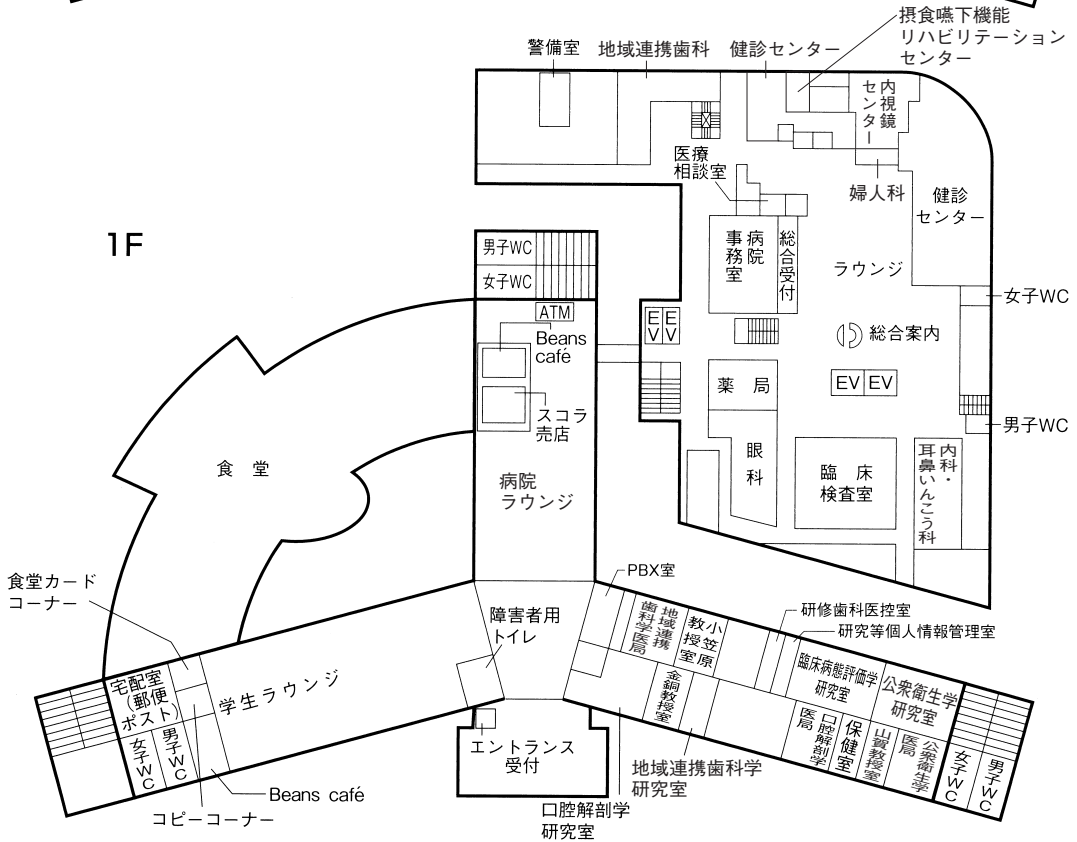 摂食嚥下機能
リハビリテーション
センター
警備室
地域連携歯科
健診センター
内視鏡
センター
医療
相談室
婦人科
健診
センター
1F
男子WC
女子WC
病院
事務室
総合受付
ラウンジ
女子WC
ATM
EV
EV
Beans
café
総合案内
薬 局
EV
EV
スコラ
売店
男子WC
食 堂
眼科
臨 床
検査室
内科・
耳鼻いんこう科
病院
ラウンジ
PBX室
食堂カード
コーナー
障害者用
トイレ
地域連携
歯科学医局
小笠原
教授室
研修歯科医控室
研究等個人情報管理室
臨床病態評価学
研究室
公衆衛生学
研究室
宅配室
(郵便
ポスト)
学生ラウンジ
金銅教授室
女子WC
男子WC
口腔解剖学
医局
保健室
山賀教授室
公衆衛生学
医局
女子WC
男子WC
エントランス
受付
地域連携歯科学
研究室
Beans café
コピーコーナー
口腔解剖学
研究室